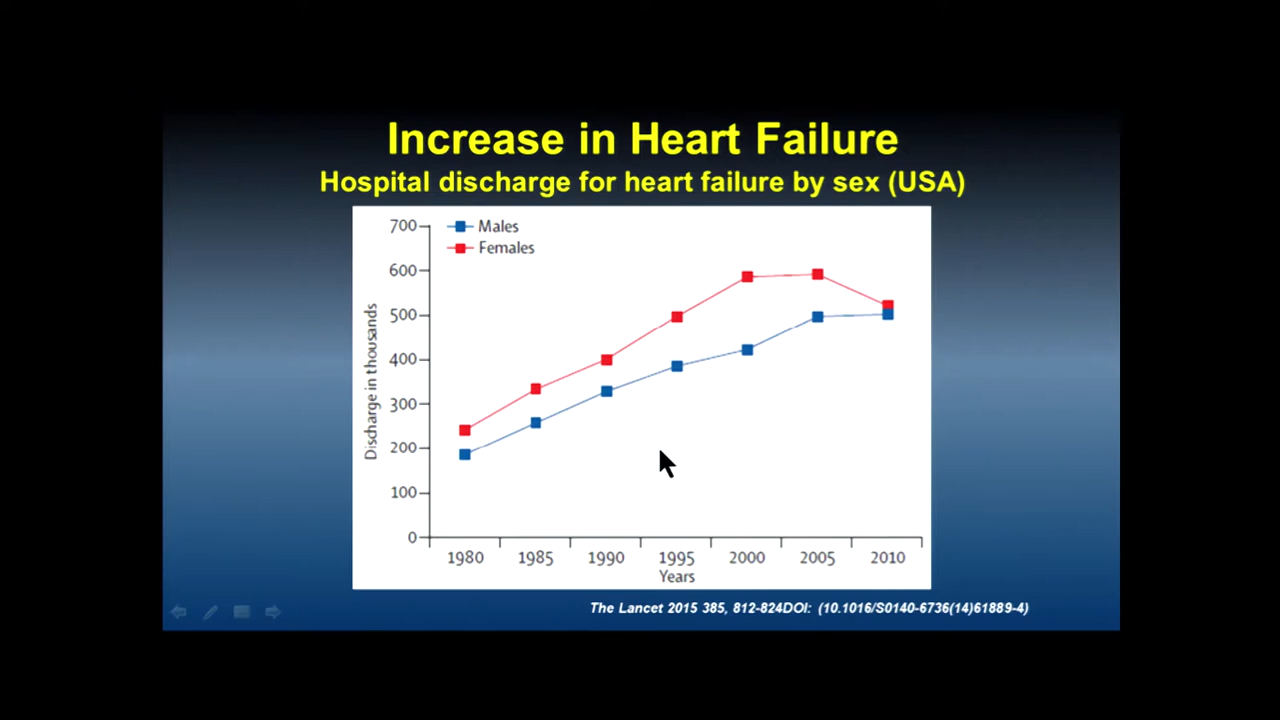 Increase in Heart Failure
Hospital discharge for heart failure by sex (USA)
700
Males
Females
600
500
400
300
200
100
0
Discharge in thousands
1980 1985 1990 1995 2000 2005 2010
Years
The Lancet 2015 385, 812-824DOI: (10.1016/S0140-6736(14)61889-4)